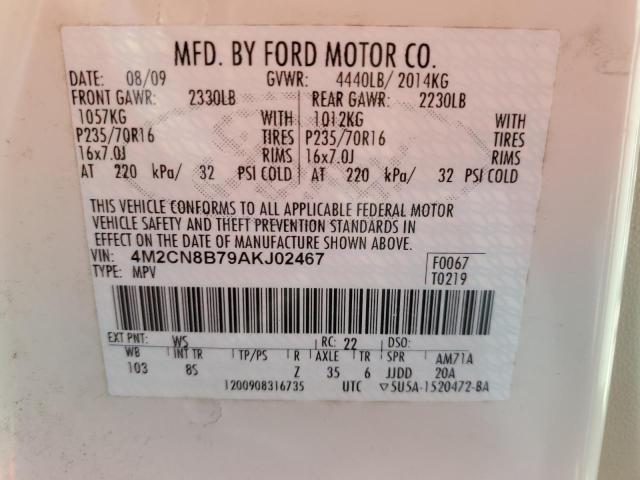 MFD. BY FORD MOTOR CO.
DATE: 08/09 GVWR: 4440LB/ 2014KG
FRONT GAWR: 2330LB REAR GAWR: 2230LB
1057KG WITH 1012KG WITH
P235/70R16 TIRES P235/70R16 TIRES
16x7.0J RIMS 16x7.0J RIMS
AT 220 kPa/ 32 PSI COLD AT 220 kPa/ 32 PSI COLD
THIS VEHICLE CONFORMS TO ALL APPLICABLE FEDERAL MOTOR
VEHICLE SAFETY AND THEFT PREVENTION STANDARDS IN
EFFECT ON THE DATE OF MANUFACTURE SHOWN ABOVE.
VIN: 4M2CN8B79AKJ02467 F0067
TYPE: MPV T0219
EXT PNT: WS RC: 22 DSO:
WB INT TR TP/PS R AXLE TR SPR AM71A
103 8S Z 35 6 JJDD 20A
1200908316735 UTC ▽5U5A-1520472-BA